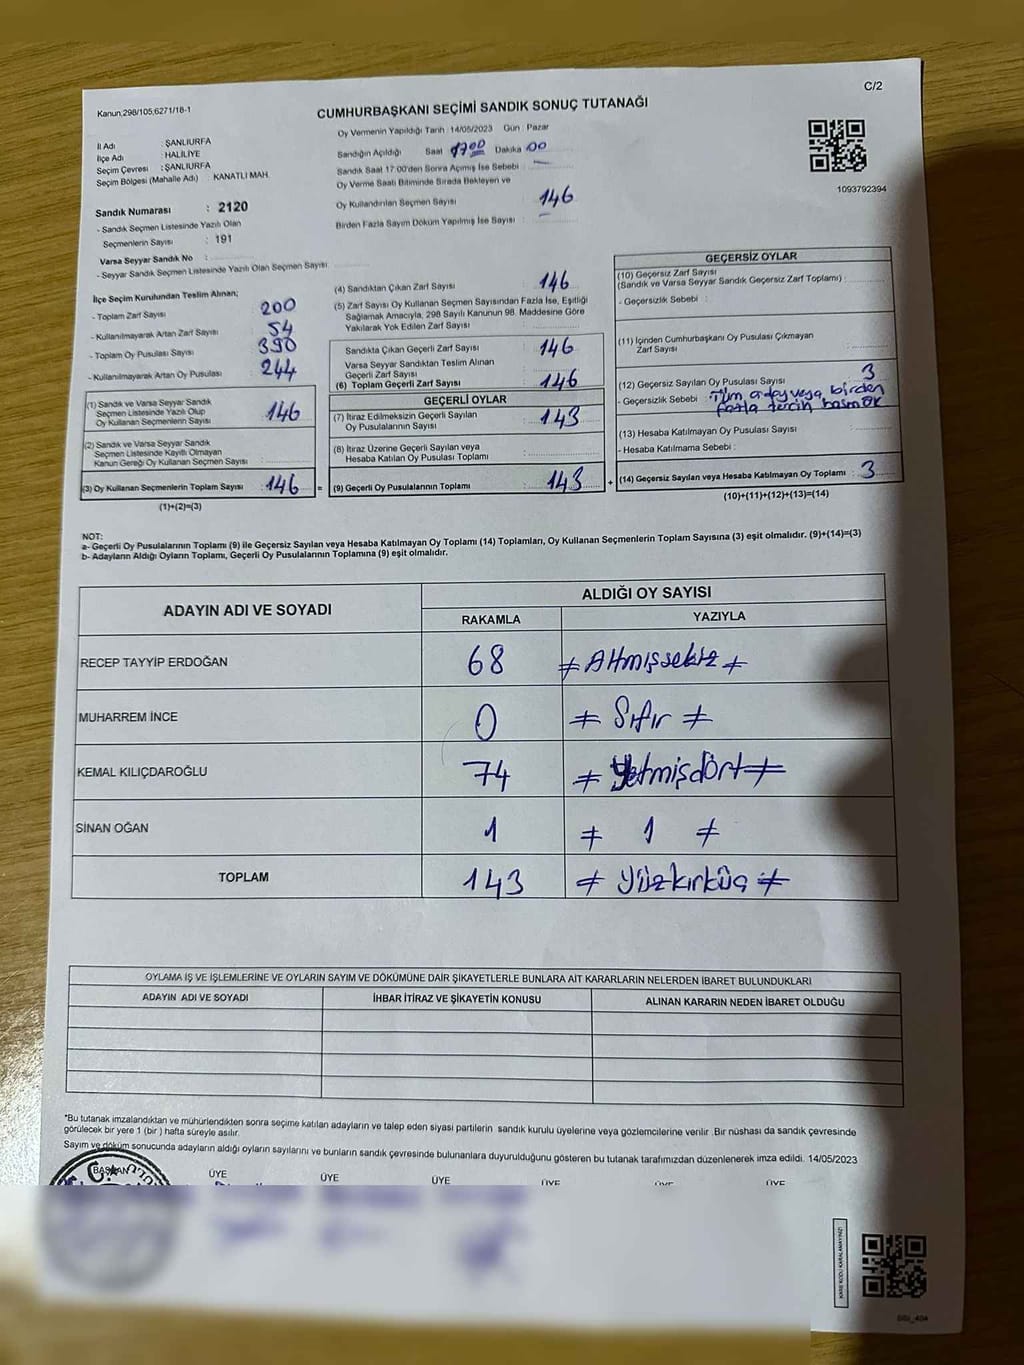 Kanun,298/105,6271/18-1
C/2
CUMHURBAŞKANI SEÇİMİ SANDIK SONUÇ TUTANAĞI
Oy Vermenin Yapıldığı Tarih : 14/05/2023 Gün : Pazar
İl Adı : ŞANLIURFA
İlçe Adı : HALİLİYE
Seçim Çevresi : ŞANLIURFA
Seçim Bölgesi (Mahalle Adı) KANATLI MAH.
Sandık Numarası : 2120
- Sandık Seçmen Listesinde Yazılı Olan
Seçmenlerin Sayısı : 191
Varsa Seyyar Sandık No :
- Seyyar Sandık Seçmen Listesinde Yazılı Olan Seçmen Sayısı
Sandığın Açıldığı Saat 17 00 Dakika 00
Sandık Saat 17:00'den Sonra Açımış İse Sebebi : —
Oy Verme Saati Bitiminde Sırada Bekleyen ve
Oy Kullandırılan Seçmen Sayısı 146
Birden Fazla Sayım Döküm Yapılmış İse Sayısı : —
1093792394
İlçe Seçim Kurulundan Teslim Alınan;
- Toplam Zarf Sayısı 200
- Kullanılmayarak Artan Zarf Sayısı 54
- Toplam Oy Pusulası Sayısı 390
- Kullanılmayarak Artan Oy Pusulası 244
(1) Sandık ve Varsa Seyyar Sandık
Seçmen Listesinde Yazılı Olup
Oy Kullanan Seçmenlerin Sayısı : 146
(2) Sandık ve Varsa Seyyar Sandık
Seçmen Listesinde Kayıtlı Olmayan
Kanun Gereği Oy Kullanan Seçmen Sayısı :
(3) Oy Kullanan Seçmenlerin Toplam Sayısı : 146 =
(1)+(2)=(3)
(4) Sandıktan Çıkan Zarf Sayısı : 146
(5) Zarf Sayısı Oy Kullanan Seçmen Sayısından Fazla İse, Eşitliği
Sağlamak Amacıyla, 298 Sayılı Kanunun 98. Maddesine Göre
Yakılarak Yok Edilen Zarf Sayısı :
Sandıkta Çıkan Geçerli Zarf Sayısı : 146
Varsa Seyyar Sandıktan Teslim Alınan
Geçerli Zarf Sayısı :
(6) Toplam Geçerli Zarf Sayısı : 146
GEÇERLİ OYLAR
(7) İtiraz Edilmeksizin Geçerli Sayılan
Oy Pusulalarının Sayısı : 143
(8) İtiraz Üzerine Geçerli Sayılan veya
Hesaba Katılan Oy Pusulası Toplamı :
(9) Geçerli Oy Pusulalarının Toplamı : 143 +
GEÇERSİZ OYLAR
(10) Geçersiz Zarf Sayısı
(Sandık ve Varsa Seyyar Sandık Geçersiz Zarf Toplamı) :
- Geçersizlik Sebebi :
(11) İçinden Cumhurbaşkanı Oy Pusulası Çıkmayan
Zarf Sayısı :
(12) Geçersiz Sayılan Oy Pusulası Sayısı : 3
- Geçersizlik Sebebi : Tüm aday veya birden
fazla tercih basmak
(13) Hesaba Katılmayan Oy Pusulası Sayısı :
- Hesaba Katılmama Sebebi :
(14) Geçersiz Sayılan veya Hesaba Katılmayan Oy Toplamı : 3
(10)+(11)+(12)+(13)=(14)
NOT:
a- Geçerli Oy Pusulalarının Toplamı (9) ile Geçersiz Sayılan veya Hesaba Katılmayan Oy Toplamı (14) Toplamları, Oy Kullanan Seçmenlerin Toplam Sayısına (3) eşit olmalıdır. (9)+(14)=(3)
b- Adayların Aldığı Oyların Toplamı, Geçerli Oy Pusulalarının Toplamına (9) eşit olmalıdır.
ADAYIN ADI VE SOYADI
ALDIĞI OY SAYISI
RAKAMLA YAZIYLA
RECEP TAYYİP ERDOĞAN 68 ≠ Altmışsekiz ≠
MUHARREM İNCE 0 ≠ Sıfır ≠
KEMAL KILIÇDAROĞLU 74 ≠ Yetmişdört ≠
SİNAN OĞAN 1 ≠ 1 ≠
TOPLAM 143 ≠ Yüzkırküç ≠
OYLAMA İŞ VE İŞLEMLERİNE VE OYLARIN SAYIM VE DÖKÜMÜNE DAİR ŞİKAYETLERLE BUNLARA AİT KARARLARIN NELERDEN İBARET BULUNDUKLARI
ADAYIN ADI VE SOYADI İHBAR İTİRAZ VE ŞİKAYETİN KONUSU ALINAN KARARIN NEDEN İBARET OLDUĞU
*Bu tutanak imzalandıktan ve mühürlendikten sonra seçime katılan adayların ve talep eden siyasi partilerin sandık kurulu üyelerine veya gözlemcilerine verilir .Bir nüshası da sandık çevresinde
görülecek bir yere 1 (bir ) hafta süreyle asılır.
Sayım ve döküm sonucunda adayların aldığı oyların sayılarını ve bunların sandık çevresinde bulunanlara duyurulduğunu gösteren bu tutanak tarafımızdan düzenlenerek imza edildi. 14/05/2023
BAŞKAN ÜYE ÜYE ÜYE ÜYE ÜYE ÜYE
KARE KODU KARALAMAYINIZ!